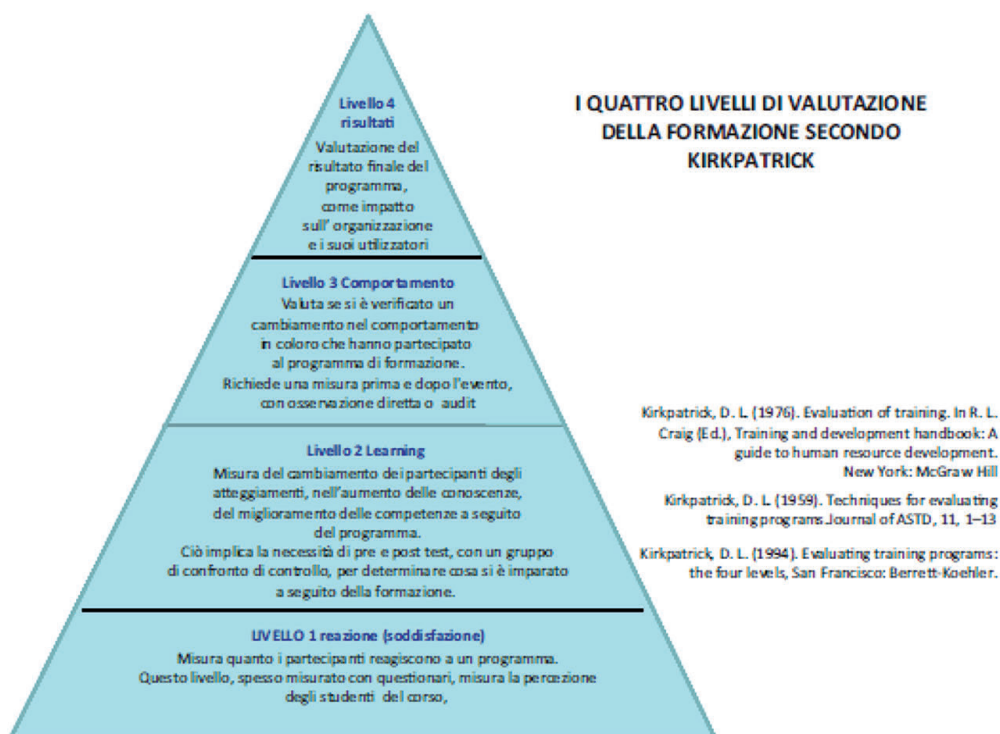 I QUATTRO LIVELLI DI VALUTAZIONE
DELLA FORMAZIONE SECONDO
KIRKPATRICK
Livello 4
risultati
Valutazione del
risultato finale del
programma,
come impatto
sull' organizzazione
e i suoi utilizzatori
Livello 3 Comportamento
Valuta se si è verificato un
cambiamento nel comportamento
in coloro che hanno partecipato
al programma di formazione.
Richiede una misura prima e dopo l'evento,
con osservazione diretta o audit
Livello 2 Learning
Misura del cambiamento dei partecipanti degli
atteggiamenti, nell'aumento delle conoscenze,
del miglioramento delle competenze a seguito
del programma.
Ciò implica la necessità di pre e post test, con un gruppo
di confronto di controllo, per determinare cosa si è imparato
a seguito della formazione.
LIVELLO 1 reazione (soddisfazione)
Misura quanto i partecipanti reagiscono a un programma.
Questo livello, spesso misurato con questionari, misura la percezione
degli studenti del corso,
Kirkpatrick, D. L. (1976). Evaluation of training. In R. L.
Craig (Ed.), Training and development handbook: A
guide to human resource development.
New York: McGraw Hill
Kirkpatrick, D. L. (1959). Techniques for evaluating
training programs.Journal of ASTD, 11, 1–13
Kirkpatrick, D. L. (1994). Evaluating training programs:
the four levels, San Francisco: Berrett-Koehler.